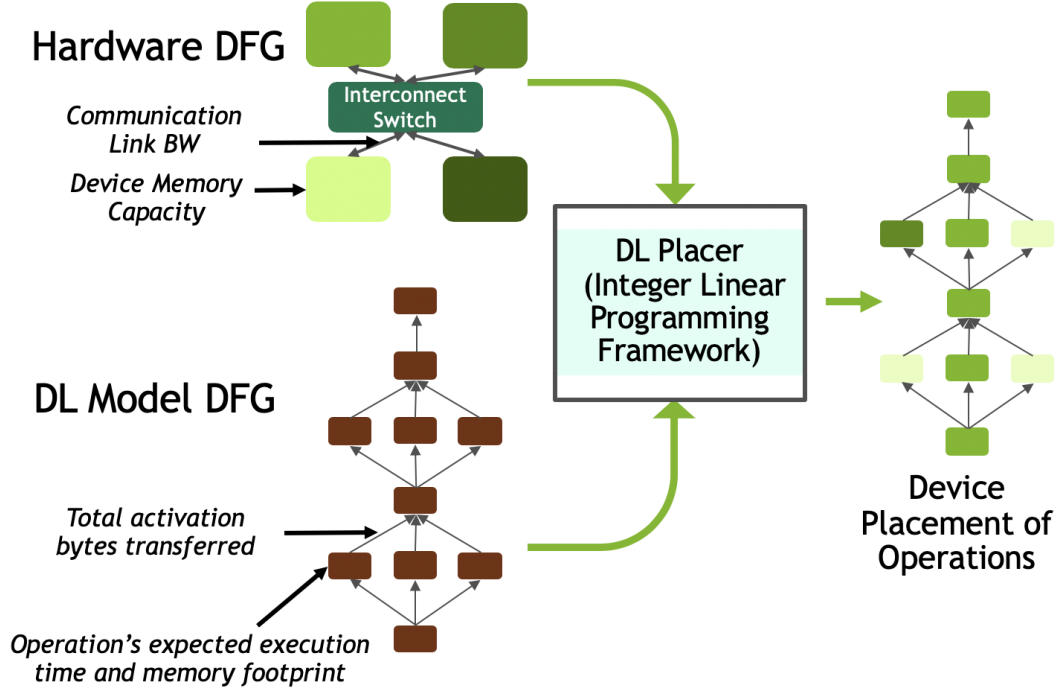 Hardware DFG
Interconnect
Switch
Communication
Link BW
Device Memory
Capacity
DL Placer
(Integer Linear
Programming
Framework)
DL Model DFG
Total activation
bytes transferred
Operation's expected execution
time and memory footprint
Device
Placement of
Operations